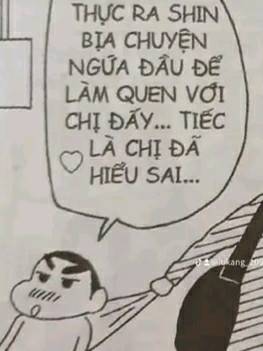 THỰC RA SHIN
BỊA CHUYỆN
NGỨA ĐẦU ĐỂ
LÀM QUEN VỚI
CHỊ ĐẤY... TIẾC
LÀ CHỊ ĐÃ
HIỂU SAI...